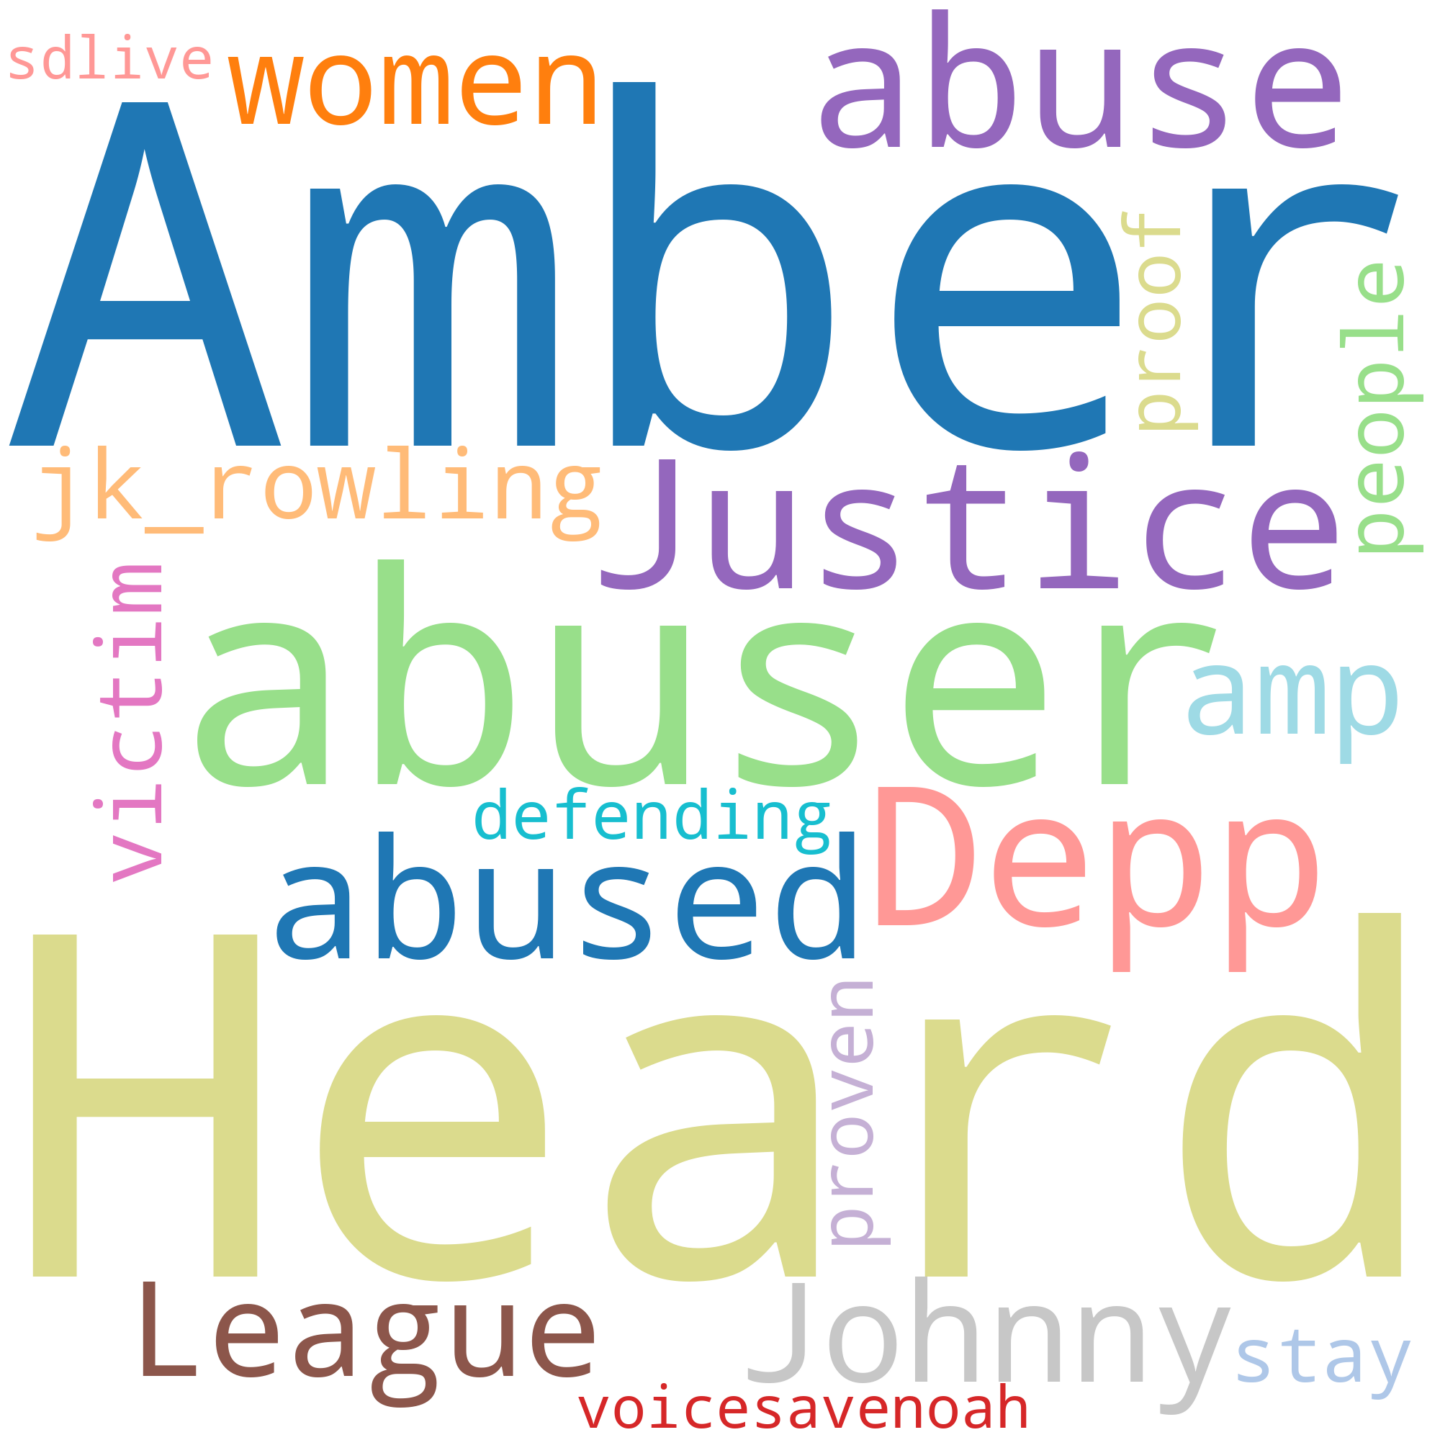 sdlive
women
abuse
Amber
proof
people
jk_rowling
Justice
victim
abuser
amp
defending
Depp
abused
Heard
proven
League
Johnny
stay
voicesavenoah